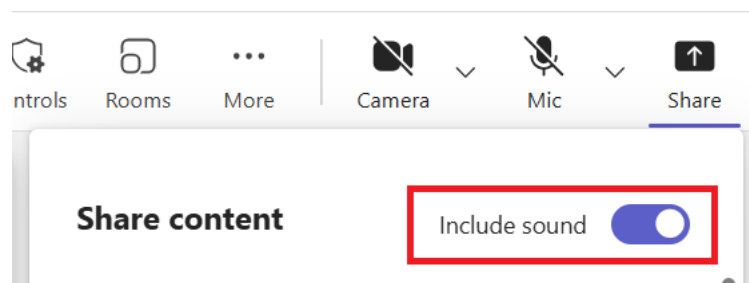 ntrols Rooms More Camera Mic Share
Share content Include sound